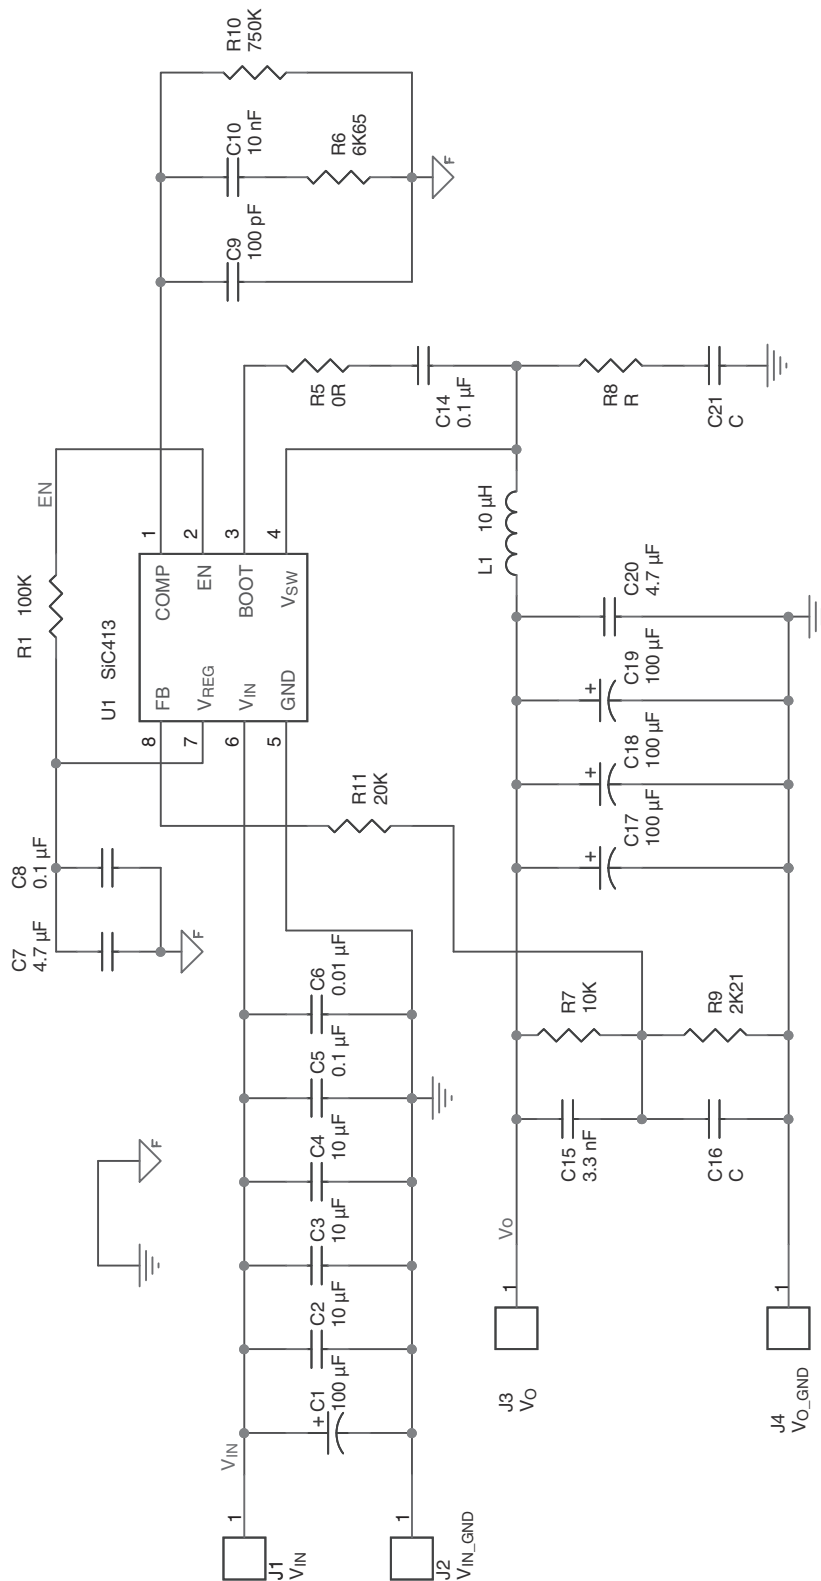 J1
VIN
1
VIN
J2
VIN_GND
1
C1
100 µF
+
C2
10 µF
C3
10 µF
C4
10 µF
C5
0.1 µF
C6
0.01 µF
F
C7
4.7 µF
C8
0.1 µF
F
R1 100K
EN
U1 SiC413
8
FB
7
VREG
6
VIN
5
GND
COMP
1
EN
2
BOOT
3
VSW
4
R11
20K
R5
0R
C14
0.1 µF
C9
100 pF
C10
10 nF
R6
6K65
R10
750K
F
J3
VO
1
Vo
J4
VO_GND
1
C15
3.3 nF
C16
C
R7
10K
R9
2K21
+
C17
100 µF
+
C18
100 µF
+
C19
100 µF
C20
4.7 µF
L1 10 µH
R8
R
C21
C